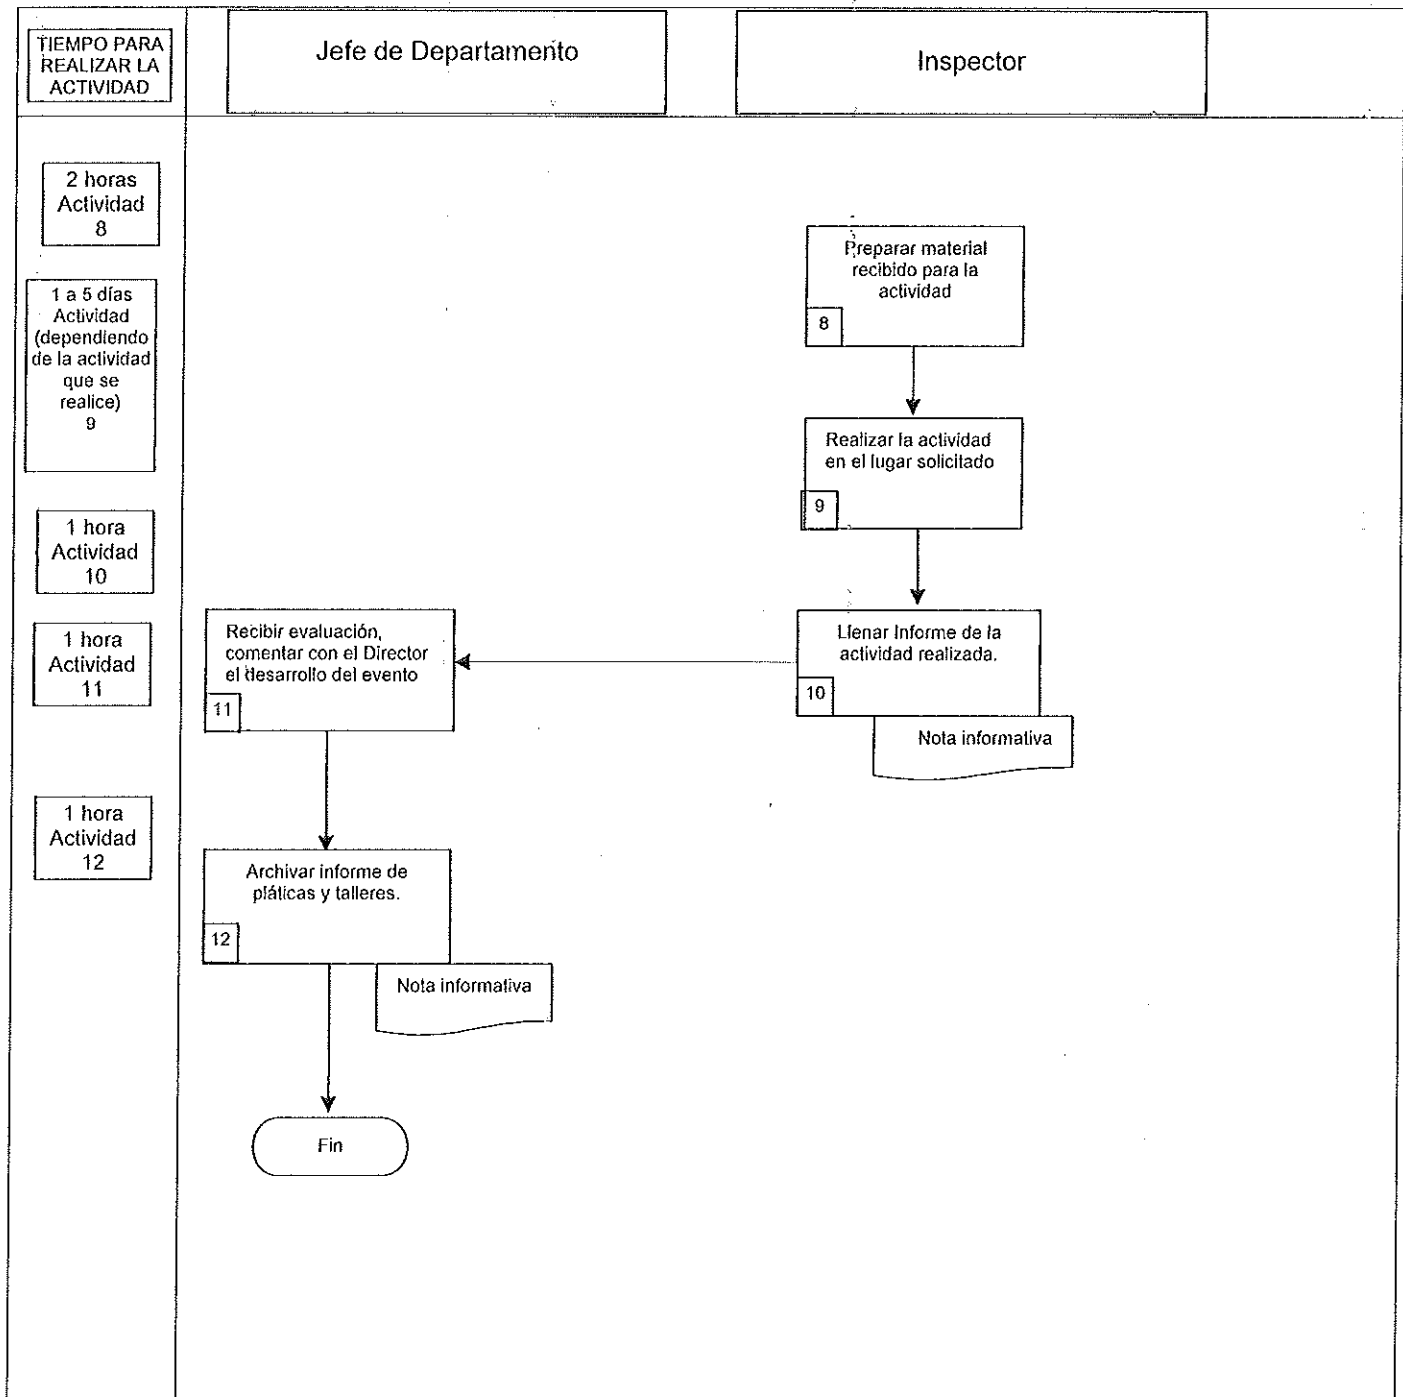 TIEMPO PARA
REALIZAR LA
ACTIVIDAD
Jefe de Departamento
Inspector
2 horas
Actividad
8
Preparar material
recibido para la
actividad
8
1 a 5 días
Actividad
(dependiendo
de la actividad
que se
realice)
9
Realizar la actividad
en el lugar solicitado
9
1 hora
Actividad
10
Llenar Informe de la
actividad realizada.
10
Nota informativa
1 hora
Actividad
11
Recibir evaluación,
comentar con el Director
el desarrollo del evento
11
1 hora
Actividad
12
Archivar informe de
pláticas y talleres.
12
Nota informativa
Fin